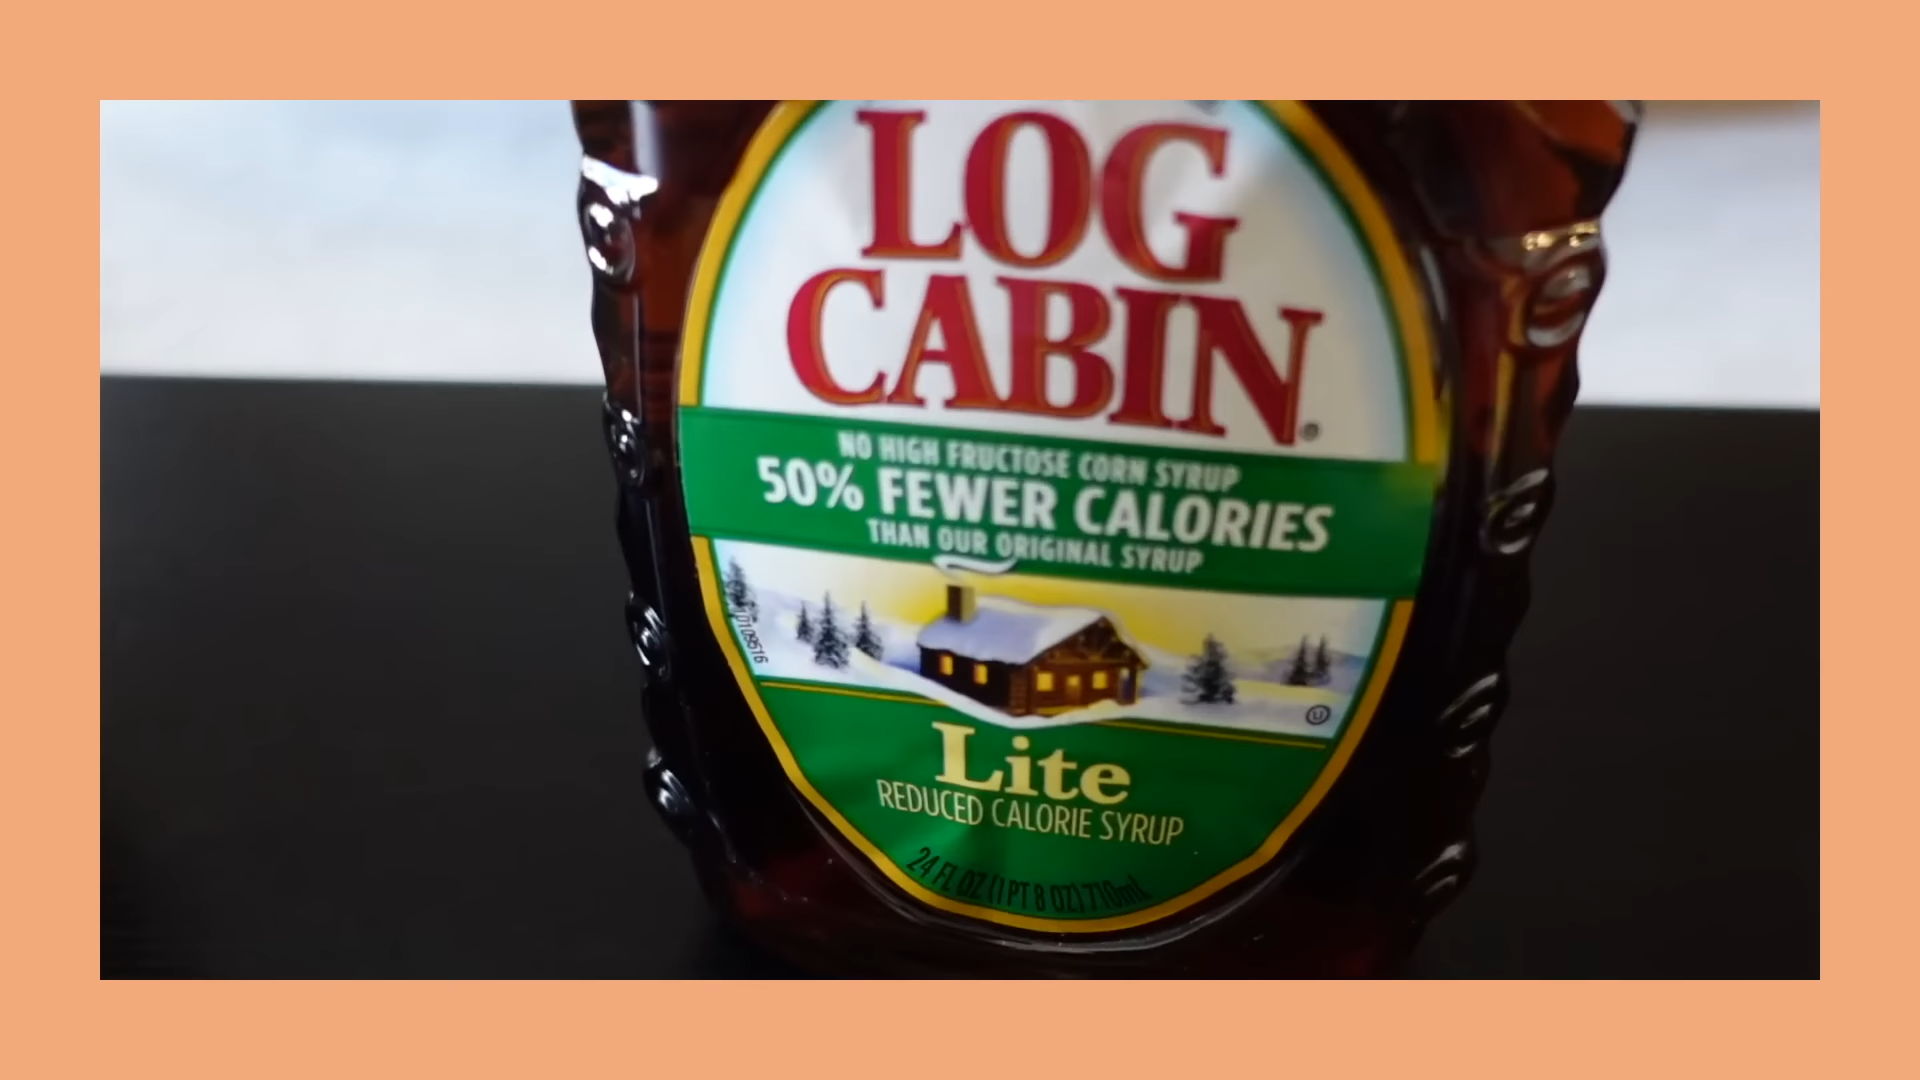 LOG
CABIN®
NO HIGH FRUCTOSE CORN SYRUP
50% FEWER CALORIES
THAN OUR ORIGINAL SYRUP
Lite
REDUCED CALORIE SYRUP
24 FL OZ (1 PT 8 OZ) 710mL